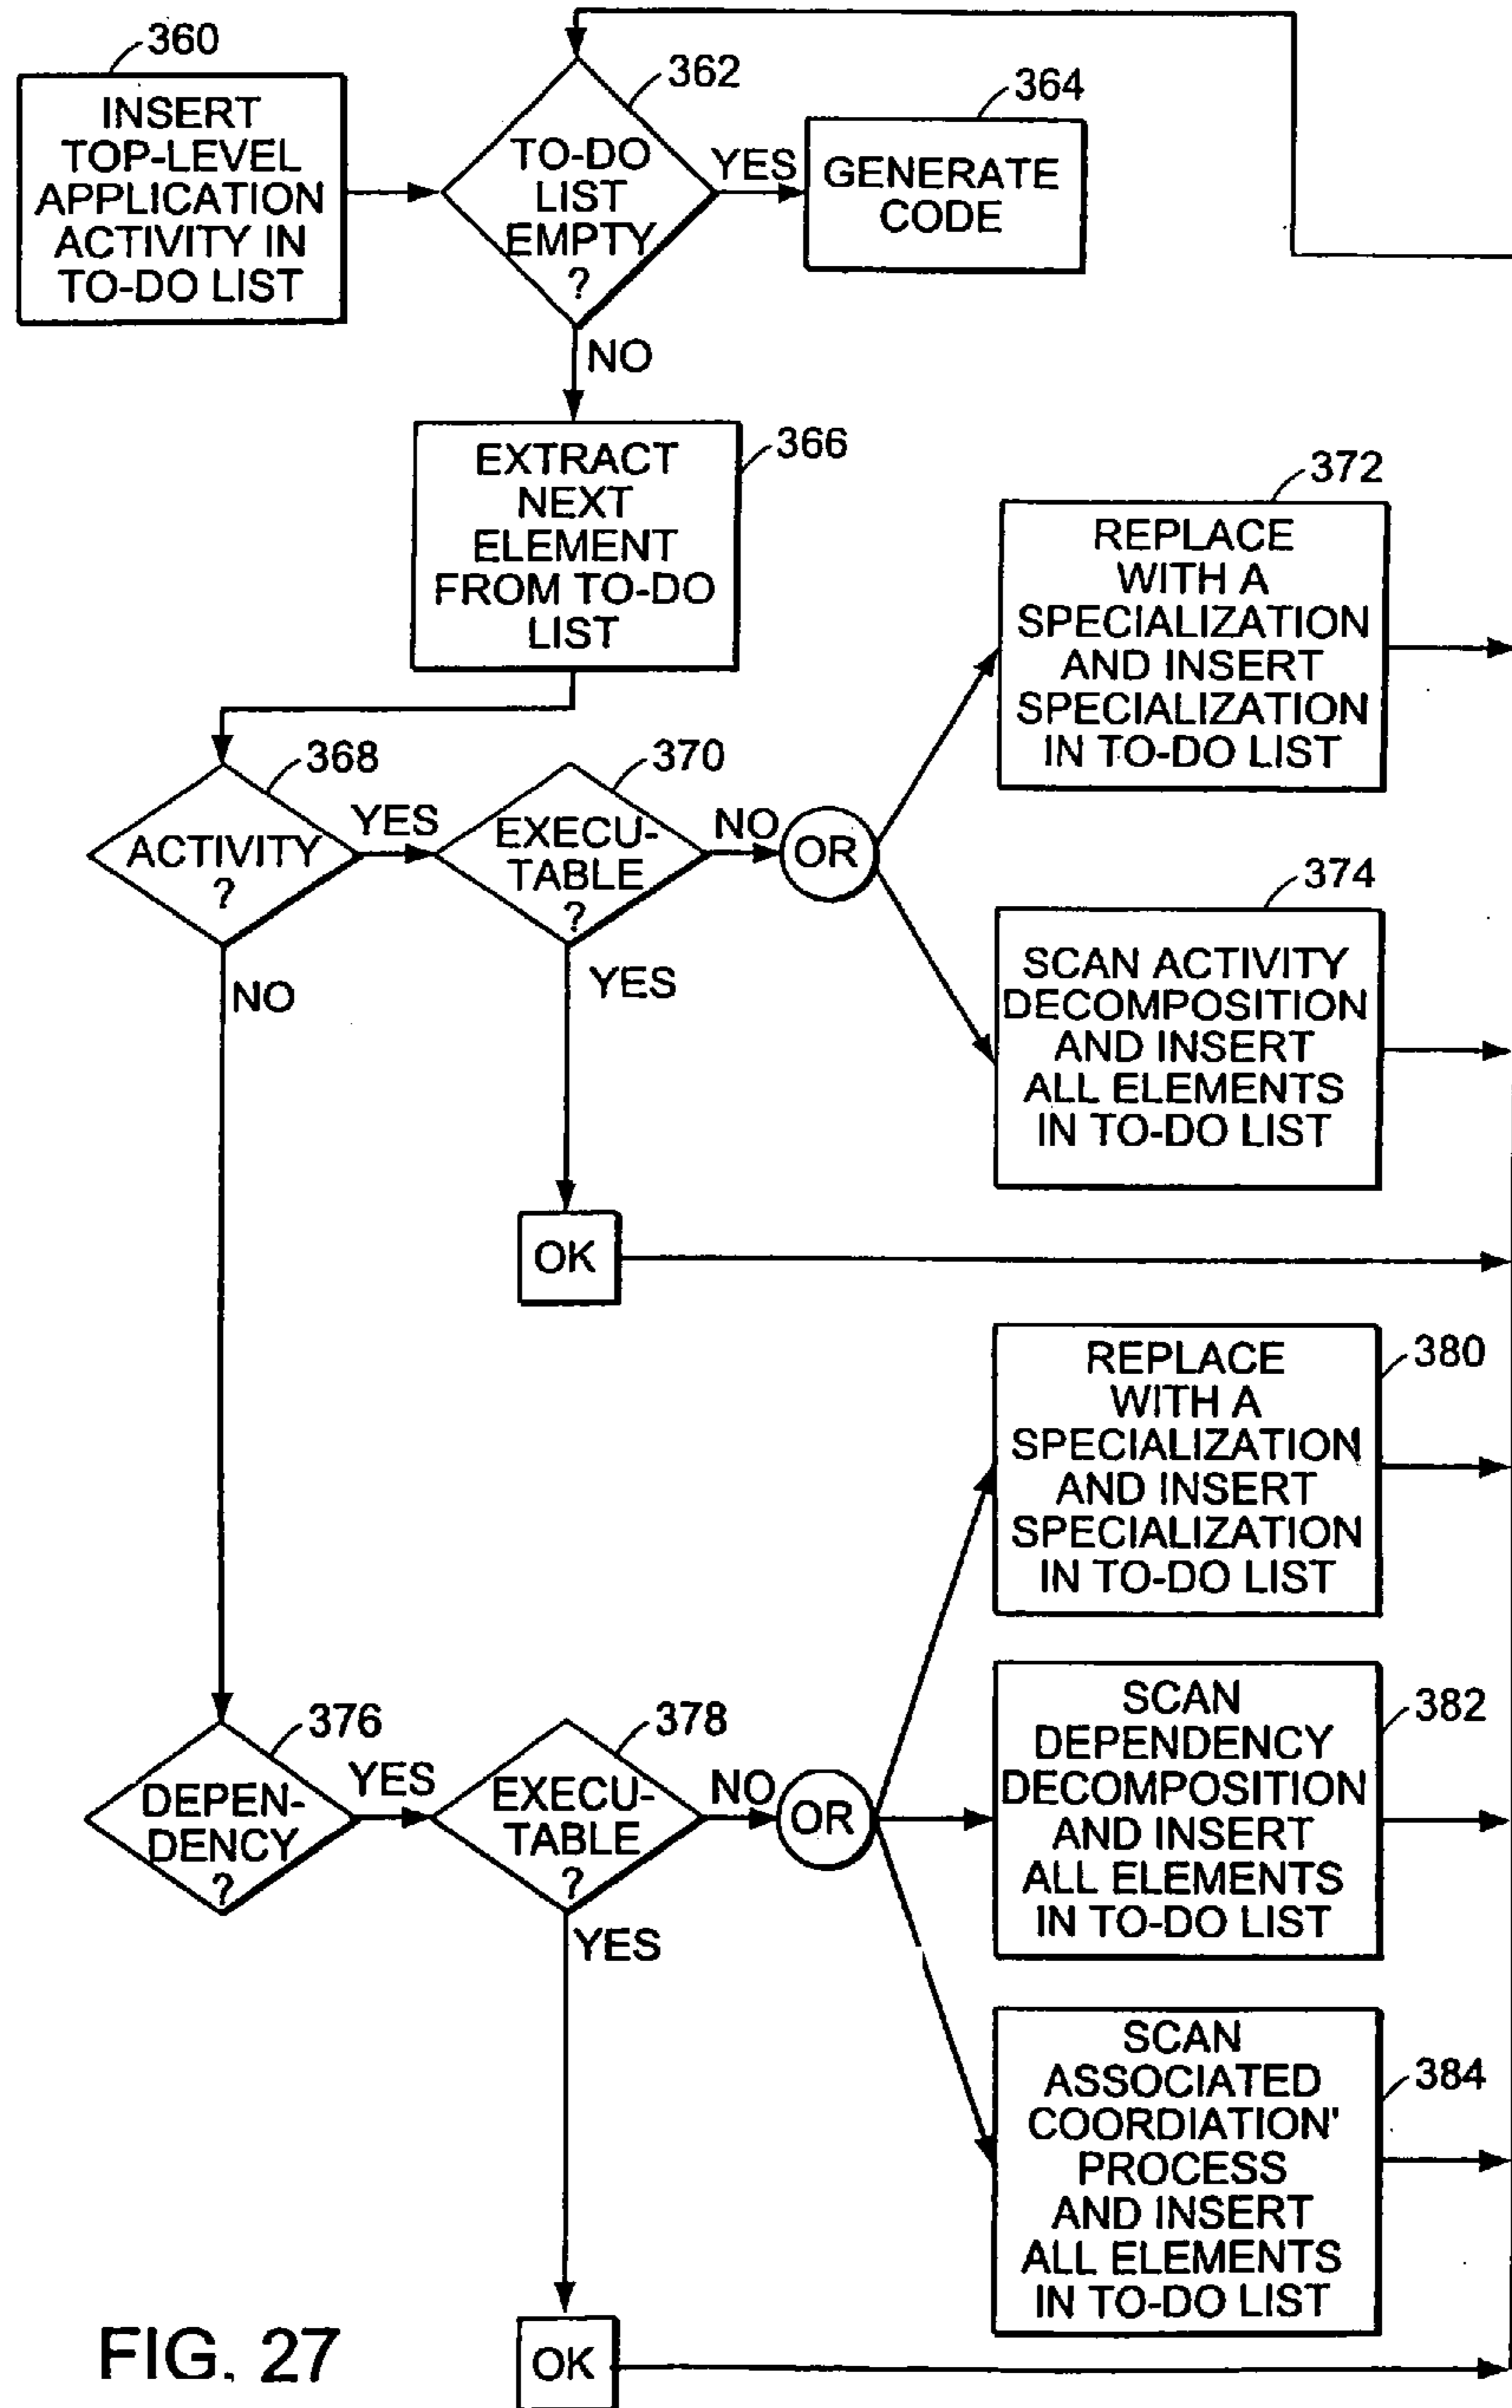 360
INSERT
TOP-LEVEL
APPLICATION
ACTIVITY IN
TO-DO LIST
362
TO-DO
LIST
EMPTY
?
YES
364
GENERATE
CODE
NO
366
EXTRACT
NEXT
ELEMENT
FROM TO-DO
LIST
368
ACTIVITY
?
YES
370
EXECU-
TABLE
?
NO
OR
372
REPLACE
WITH A
SPECIALIZATION
AND INSERT
SPECIALIZATION
IN TO-DO LIST
374
SCAN ACTIVITY
DECOMPOSITION
AND INSERT
ALL ELEMENTS
IN TO-DO LIST
NO
YES
OK
376
DEPEN-
DENCY
?
YES
378
EXECU-
TABLE
?
NO
OR
380
REPLACE
WITH A
SPECIALIZATION
AND INSERT
SPECIALIZATION
IN TO-DO LIST
382
SCAN
DEPENDENCY
DECOMPOSITION
AND INSERT
ALL ELEMENTS
IN TO-DO LIST
384
SCAN
ASSOCIATED
COORDIATION'
PROCESS
AND INSERT
ALL ELEMENTS
IN TO-DO LIST
YES
OK
FIG. 27